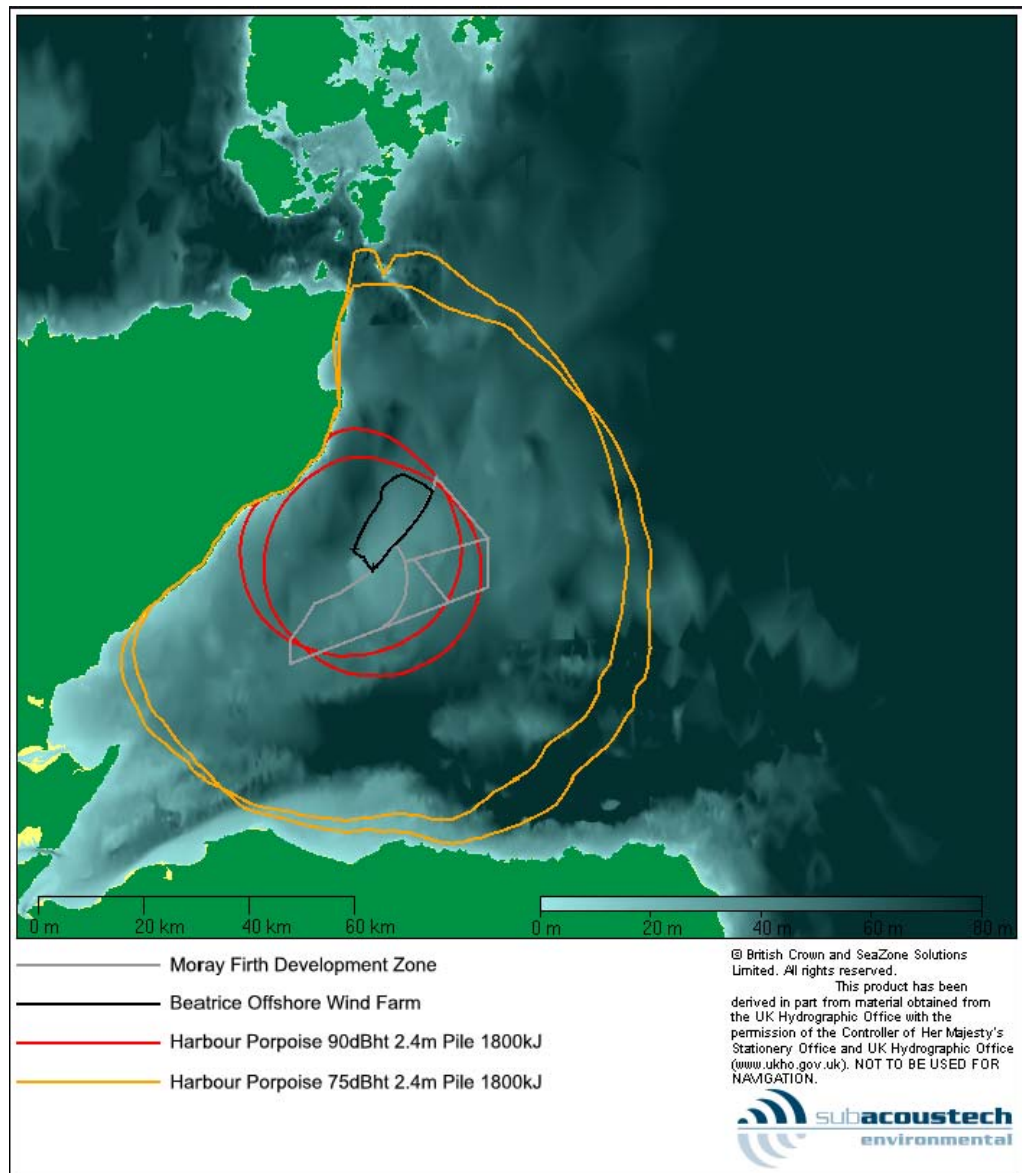 0 m 20 km 40 km 60 km
0 m 20 m 40 m 60 m 80 m
Moray Firth Development Zone
Beatrice Offshore Wind Farm
Harbour Porpoise 90dBht 2.4m Pile 1800kJ
Harbour Porpoise 75dBht 2.4m Pile 1800kJ
© British Crown and SeaZone Solutions
Limited. All rights reserved.
This product has been
derived in part from material obtained from
the UK Hydrographic Office with the
permission of the Controller of Her Majesty's
Stationery Office and UK Hydrographic Office
(www.ukho.gov.uk). NOT TO BE USED FOR
NAVIGATION.
subacoustech
environmental